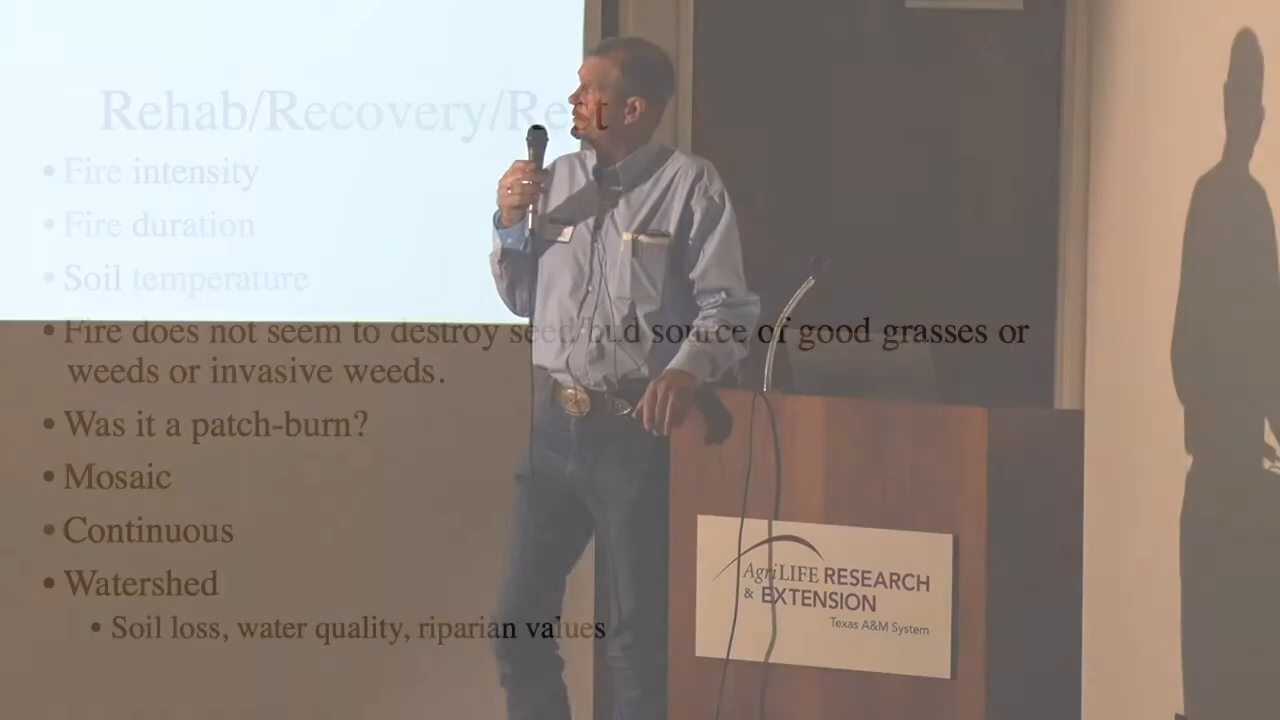 Rehab/Recovery/Rest
• Fire intensity
• Fire duration
• Soil temperature
• Fire does not seem to destroy seed/bud source of good grasses or
weeds or invasive weeds.
• Was it a patch-burn?
• Mosaic
• Continuous
• Watershed
• Soil loss, water quality, riparian values
AgriLIFE RESEARCH
& EXTENSION
Texas A&M System